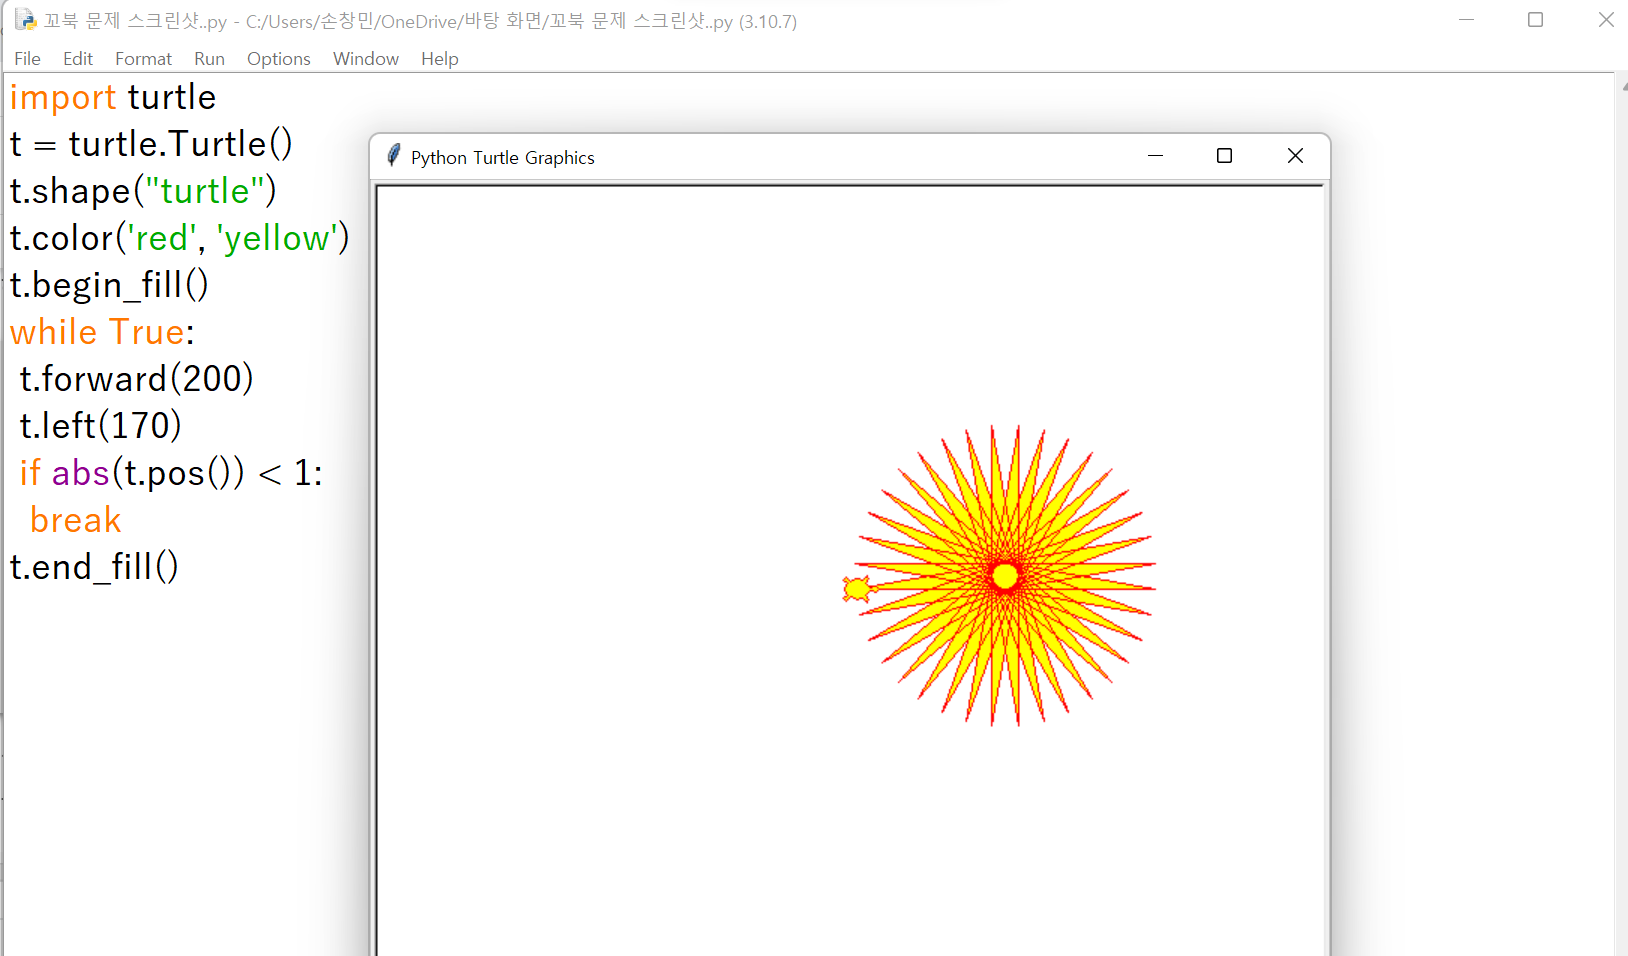 꼬북 문제 스크린샷..py - C:/Users/손창민/OneDrive/바탕 화면/꼬북 문제 스크린샷..py (3.10.7)
File Edit Format Run Options Window Help
import turtle
t = turtle.Turtle()
t.shape("turtle")
t.color('red', 'yellow')
t.begin_fill()
while True:
 t.forward(200)
 t.left(170)
 if abs(t.pos()) < 1:
  break
t.end_fill()
Python Turtle Graphics